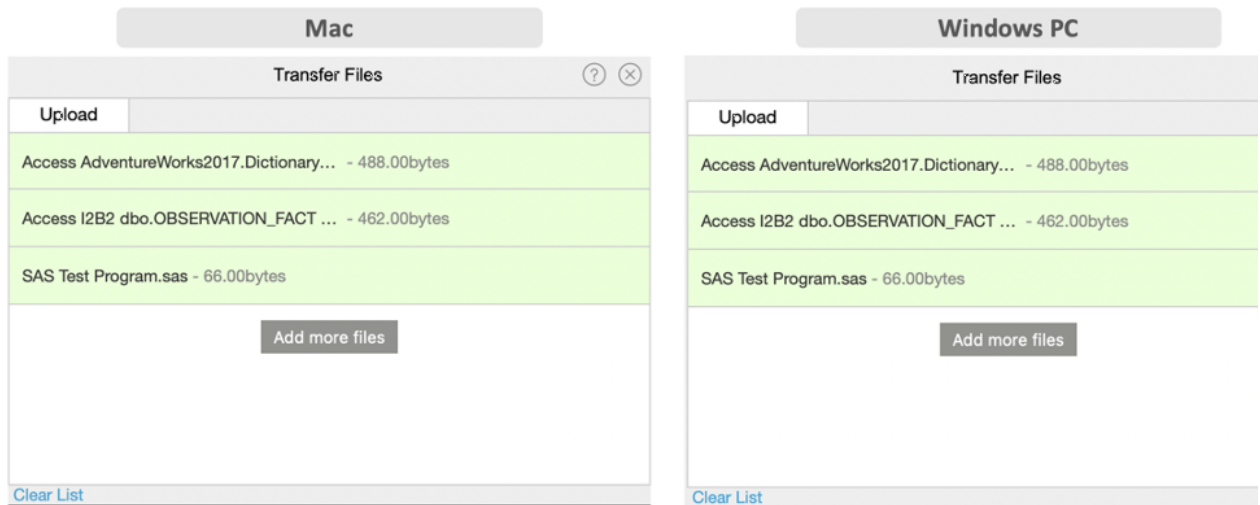 Mac
Transfer Files
Upload
Access AdventureWorks2017.Dictionary... - 488.00bytes
Access I2B2 dbo.OBSERVATION_FACT ... - 462.00bytes
SAS Test Program.sas - 66.00bytes
Add more files
Clear List
Windows PC
Transfer Files
Upload
Access AdventureWorks2017.Dictionary... - 488.00bytes
Access I2B2 dbo.OBSERVATION_FACT ... - 462.00bytes
SAS Test Program.sas - 66.00bytes
Add more files
Clear List